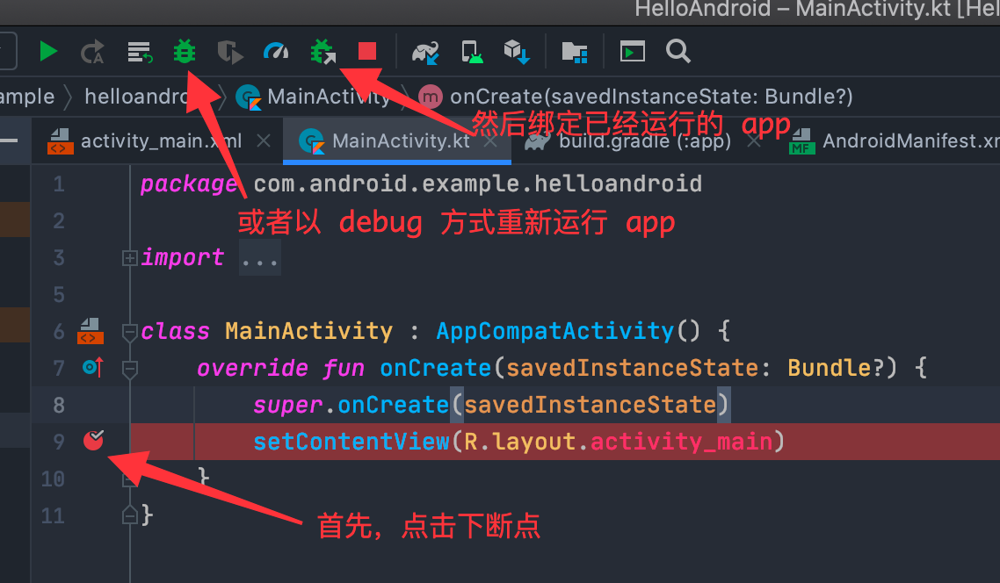 HelloAndroid – MainActivity.kt [Hel
ample helloandro MainActivity m onCreate(savedInstanceState: Bundle?)
然后绑定已经运行的 app
activity_main.xml MainActivity.kt build.gradle (:app) MF AndroidManifest.xm
1 package com.android.example.helloandroid
2 或者以 debug 方式重新运行 app
3 import ...
5
6 class MainActivity : AppCompatActivity() {
7 override fun onCreate(savedInstanceState: Bundle?) {
8 super.onCreate(savedInstanceState)
9 setContentView(R.layout.activity_main)
10 }
11 }
首先，点击下断点